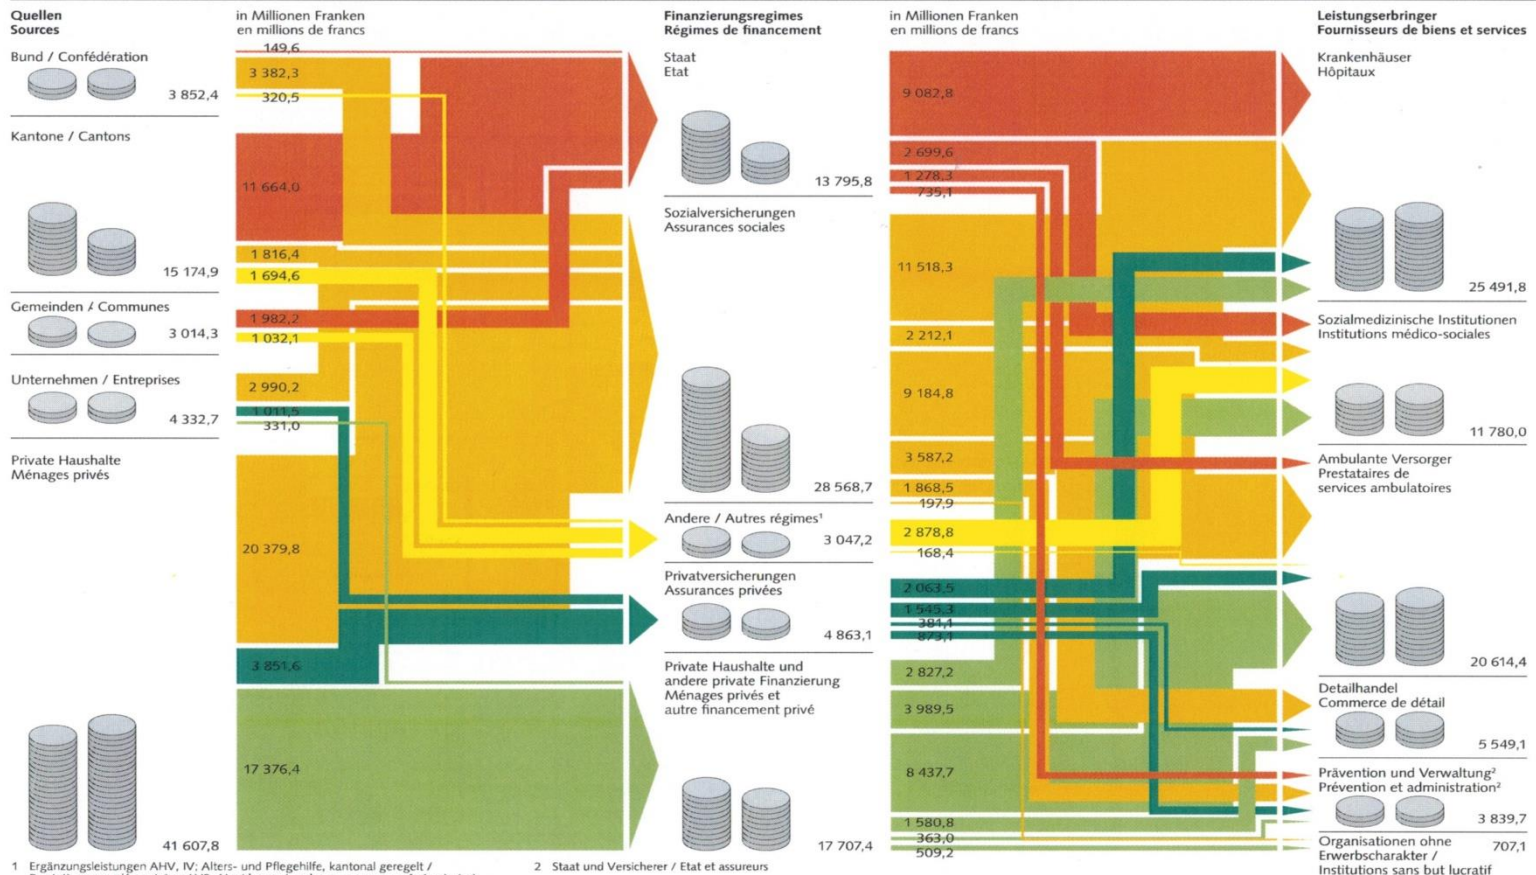 Quellen
Sources
Bund / Confédération
3 852,4
Kantone / Cantons
15 174,9
Gemeinden / Communes
3 014,3
Unternehmen / Entreprises
4 332,7
Private Haushalte
Ménages privés
41 607,8
in Millionen Franken
en millions de francs
149,6
3 382,3
320,5
11 664,0
1 816,4
1 694,6
1 982,2
1 032,1
2 990,2
1 011,5
331,0
20 379,8
3 851,6
17 376,4
Finanzierungsregimes
Régimes de financement
Staat
Etat
13 795,8
Sozialversicherungen
Assurances sociales
28 568,7
Andere / Autres régimes¹
3 047,2
Privatversicherungen
Assurances privées
4 863,1
Private Haushalte und
andere private Finanzierung
Ménages privés et
autre financement privé
17 707,4
in Millionen Franken
en millions de francs
9 082,8
2 699,6
1 278,3
735,1
11 518,3
2 212,1
9 184,8
3 587,2
1 868,5
197,9
2 878,8
168,4
2 063,5
1 545,3
381,1
873,1
2 827,2
3 989,5
8 437,7
1 580,8
363,0
509,2
Leistungserbringer
Fournisseurs de biens et services
Krankenhäuser
Hôpitaux
25 491,8
Sozialmedizinische Institutionen
Institutions médico-sociales
11 780,0
Ambulante Versorger
Prestataires de
services ambulatoires
20 614,4
Detailhandel
Commerce de détail
5 549,1
Prävention und Verwaltung²
Prévention et administration²
3 839,7
Organisationen ohne
Erwerbscharakter /
Institutions sans but lucratif
707,1
1 Ergänzungsleistungen AHV, IV; Alters- und Pflegehilfe, kantonal geregelt /
2 Staat und Versicherer / Etat et assureurs